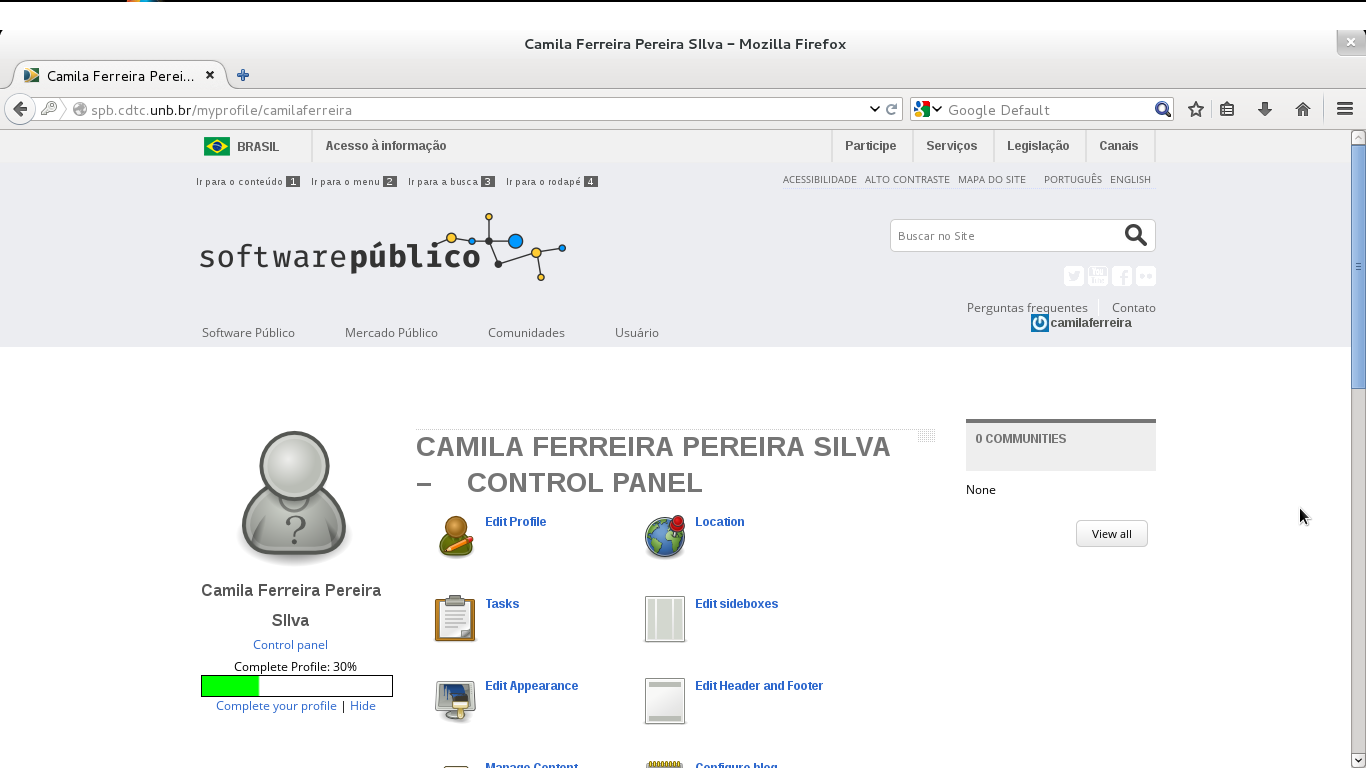 Camila Ferreira Pereira SIlva - Mozilla Firefox
Camila Ferreira Perei...
spb.cdtc.unb.br/myprofile/camilaferreira
Google Default
BRASIL Acesso à informação Participe Serviços Legislação Canais
Ir para o conteúdo 1 Ir para o menu 2 Ir para a busca 3 Ir para o rodapé 4
ACESSIBILIDADE ALTO CONTRASTE MAPA DO SITE PORTUGUÊS ENGLISH
softwarepúblico
Buscar no Site
Perguntas frequentes Contato
camilaferreira
Software Público Mercado Público Comunidades Usuário
?
Camila Ferreira Pereira
SIlva
Control panel
Complete Profile: 30%
Complete your profile | Hide
CAMILA FERREIRA PEREIRA SILVA
– CONTROL PANEL
Edit Profile Location
Tasks Edit sideboxes
Edit Appearance Edit Header and Footer
Manage Content Configure blog
0 COMMUNITIES
None
View all